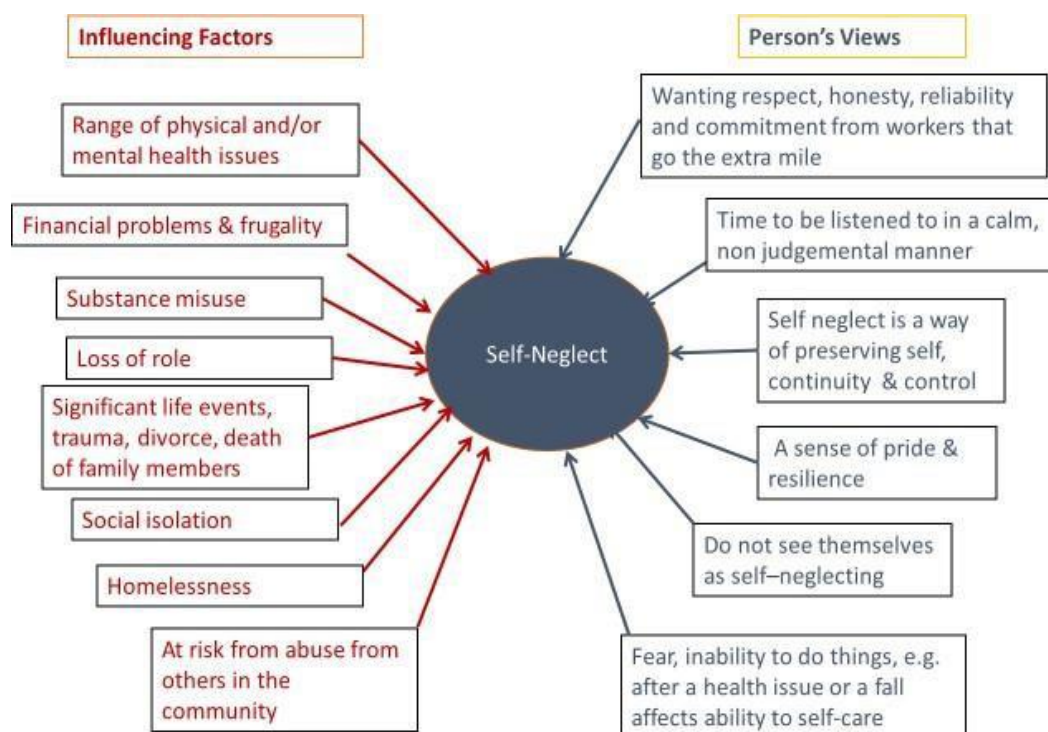 Influencing Factors
Range of physical and/or
mental health issues
Financial problems & frugality
Substance misuse
Loss of role
Significant life events,
trauma, divorce, death
of family members
Social isolation
Homelessness
At risk from abuse from
others in the
community
Self-Neglect
Person's Views
Wanting respect, honesty, reliability
and commitment from workers that
go the extra mile
Time to be listened to in a calm,
non judgemental manner
Self neglect is a way
of preserving self,
continuity & control
A sense of pride &
resilience
Do not see themselves
as self–neglecting
Fear, inability to do things, e.g.
after a health issue or a fall
affects ability to self-care